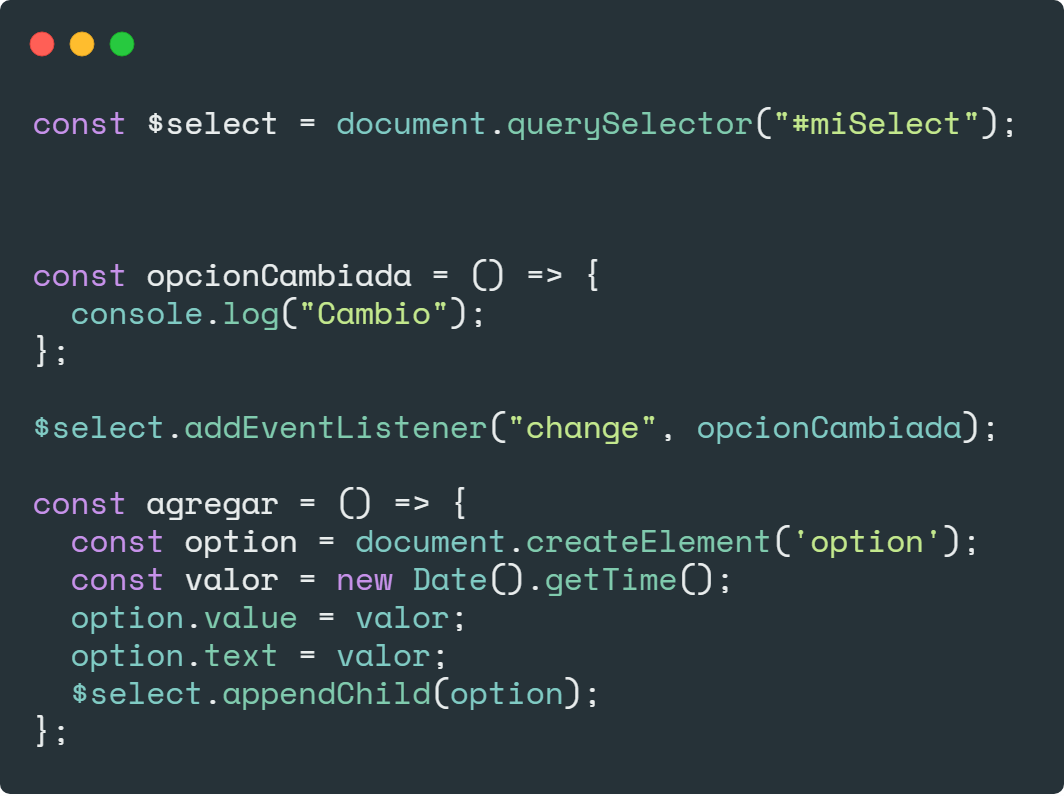 const $select = document.querySelector("#miSelect");
const opcionCambiada = () => {
  console.log("Cambio");
};
$select.addEventListener("change", opcionCambiada);
const agregar = () => {
  const option = document.createElement('option');
  const valor = new Date().getTime();
  option.value = valor;
  option.text = valor;
  $select.appendChild(option);
};